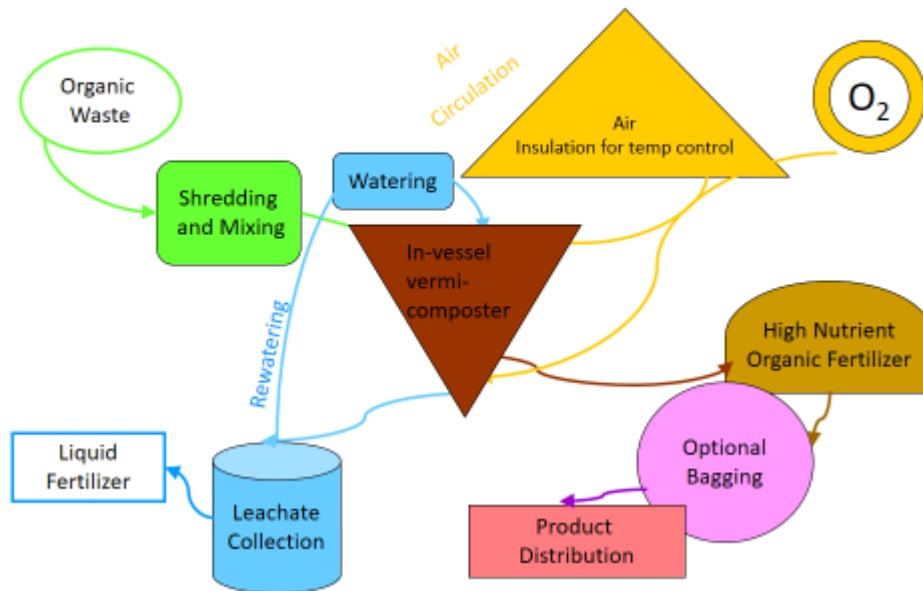 Air
Circulation
O2
Organic
Waste
Air
Insulation for temp control
Watering
Shredding
and Mixing
In-vessel
vermi-
composter
High Nutrient
Organic Fertilizer
Rewatering
Optional
Bagging
Liquid
Fertilizer
Leachate
Collection
Product
Distribution